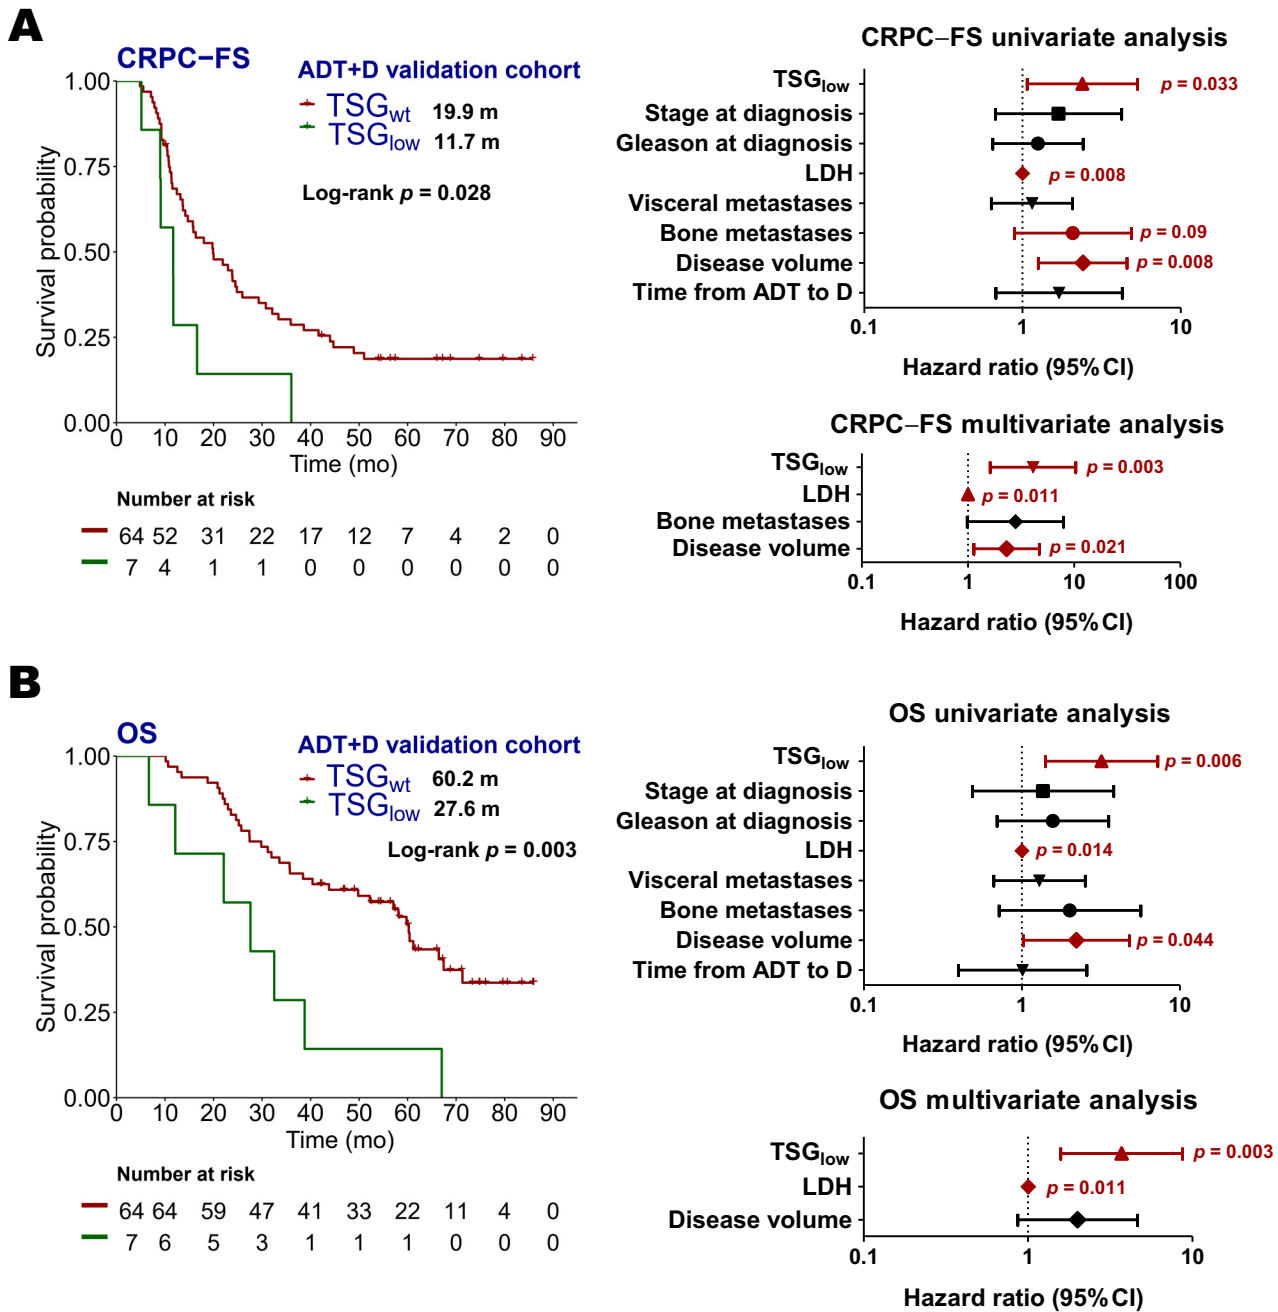 A
CRPC–FS
ADT+D validation cohort
TSGwt 19.9 m
TSGlow 11.7 m
Log-rank p = 0.028
Survival probability
1.00
0.75
0.50
0.25
0.00
0 10 20 30 40 50 60 70 80 90
Time (mo)
Number at risk
64 52 31 22 17 12 7 4 2 0
7 4 1 1 0 0 0 0 0 0
CRPC–FS univariate analysis
TSGlow p = 0.033
Stage at diagnosis
Gleason at diagnosis
LDH p = 0.008
Visceral metastases
Bone metastases p = 0.09
Disease volume p = 0.008
Time from ADT to D
0.1 1 10
Hazard ratio (95% CI)
CRPC–FS multivariate analysis
TSGlow p = 0.003
LDH p = 0.011
Bone metastases
Disease volume p = 0.021
0.1 1 10 100
Hazard ratio (95% CI)
B
OS
ADT+D validation cohort
TSGwt 60.2 m
TSGlow 27.6 m
Log-rank p = 0.003
Survival probability
1.00
0.75
0.50
0.25
0.00
0 10 20 30 40 50 60 70 80 90
Time (mo)
Number at risk
64 64 59 47 41 33 22 11 4 0
7 6 5 3 1 1 1 0 0 0
OS univariate analysis
TSGlow p = 0.006
Stage at diagnosis
Gleason at diagnosis
LDH p = 0.014
Visceral metastases
Bone metastases
Disease volume p = 0.044
Time from ADT to D
0.1 1 10
Hazard ratio (95% CI)
OS multivariate analysis
TSGlow p = 0.003
LDH p = 0.011
Disease volume
0.1 1 10
Hazard ratio (95% CI)